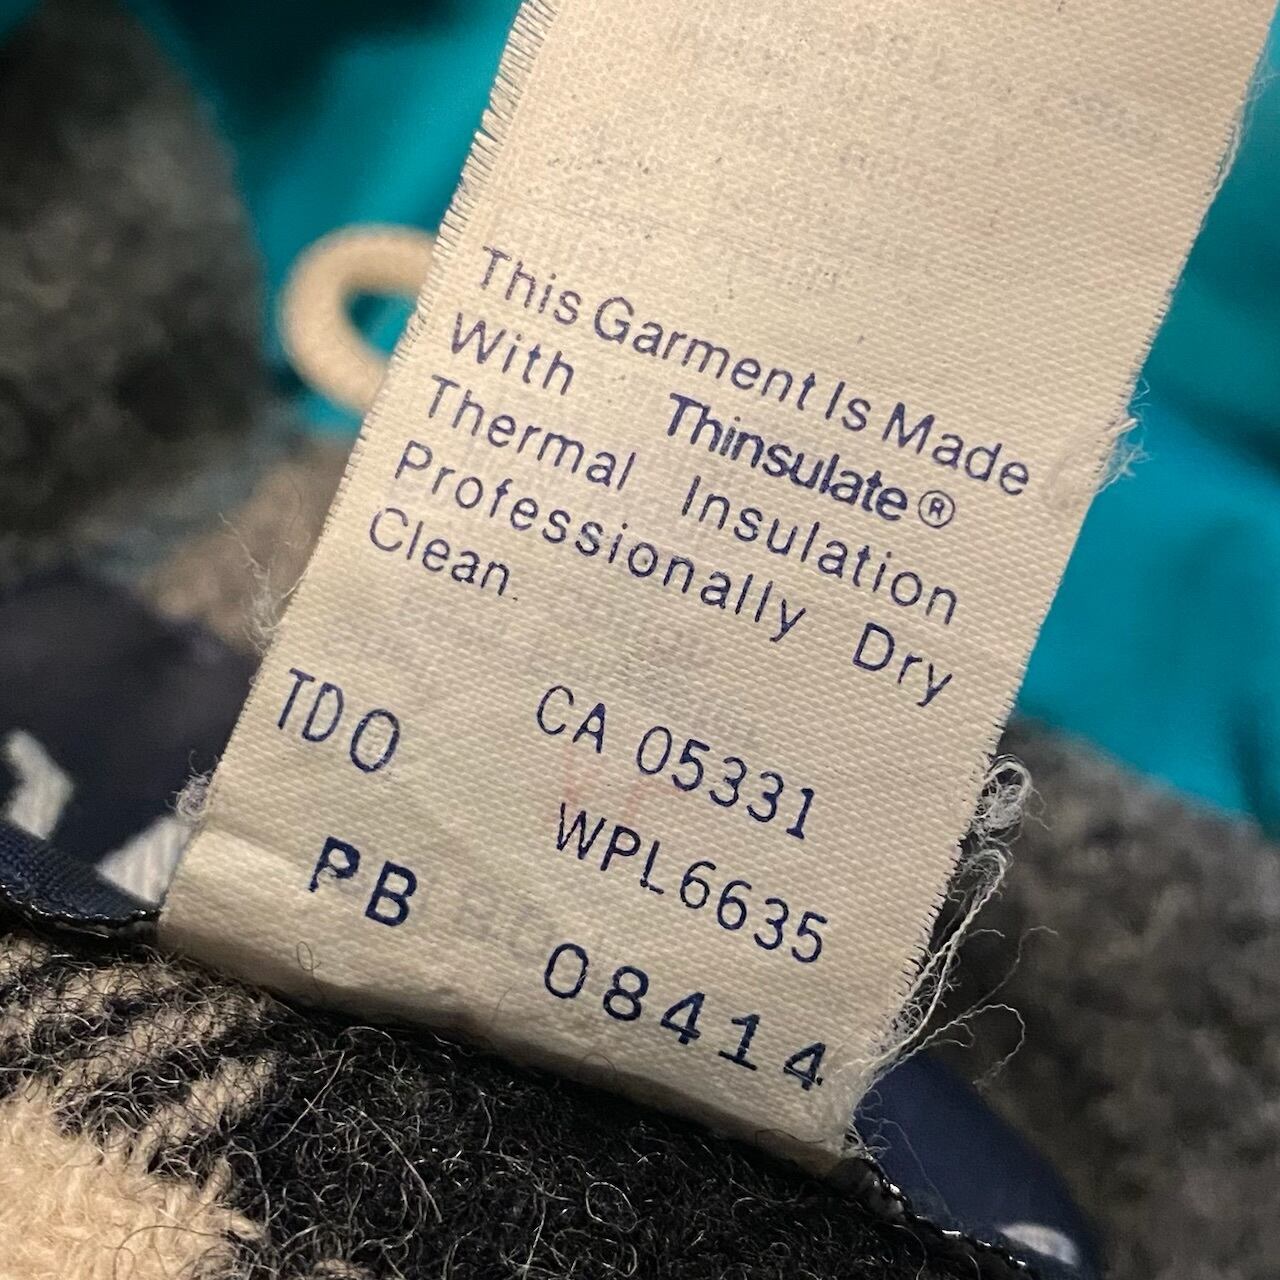 This Garment Is Made
With Thinsulate®
Thermal Insulation
Professionally Dry
Clean.
TDO CA 05331
WPL6635
PB 08414